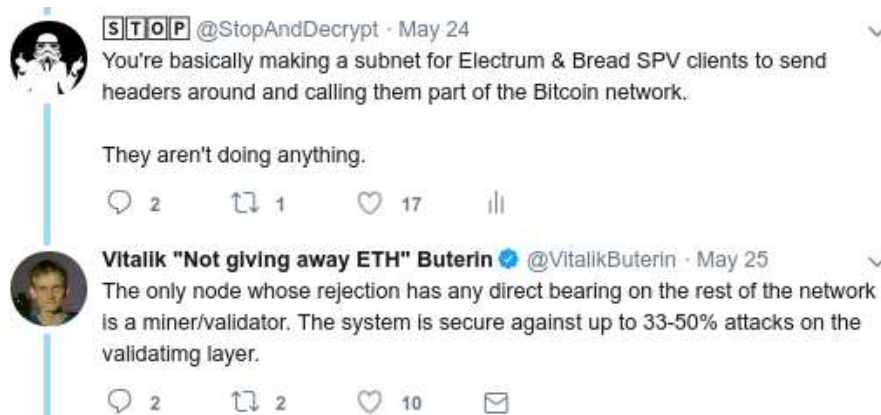 🅂🅃🄾🄿 @StopAndDecrypt · May 24
You're basically making a subnet for Electrum & Bread SPV clients to send
headers around and calling them part of the Bitcoin network.
They aren't doing anything.
2 1 17
Vitalik "Not giving away ETH" Buterin @VitalikButerin · May 25
The only node whose rejection has any direct bearing on the rest of the network
is a miner/validator. The system is secure against up to 33-50% attacks on the
validatimg layer.
2 2 10